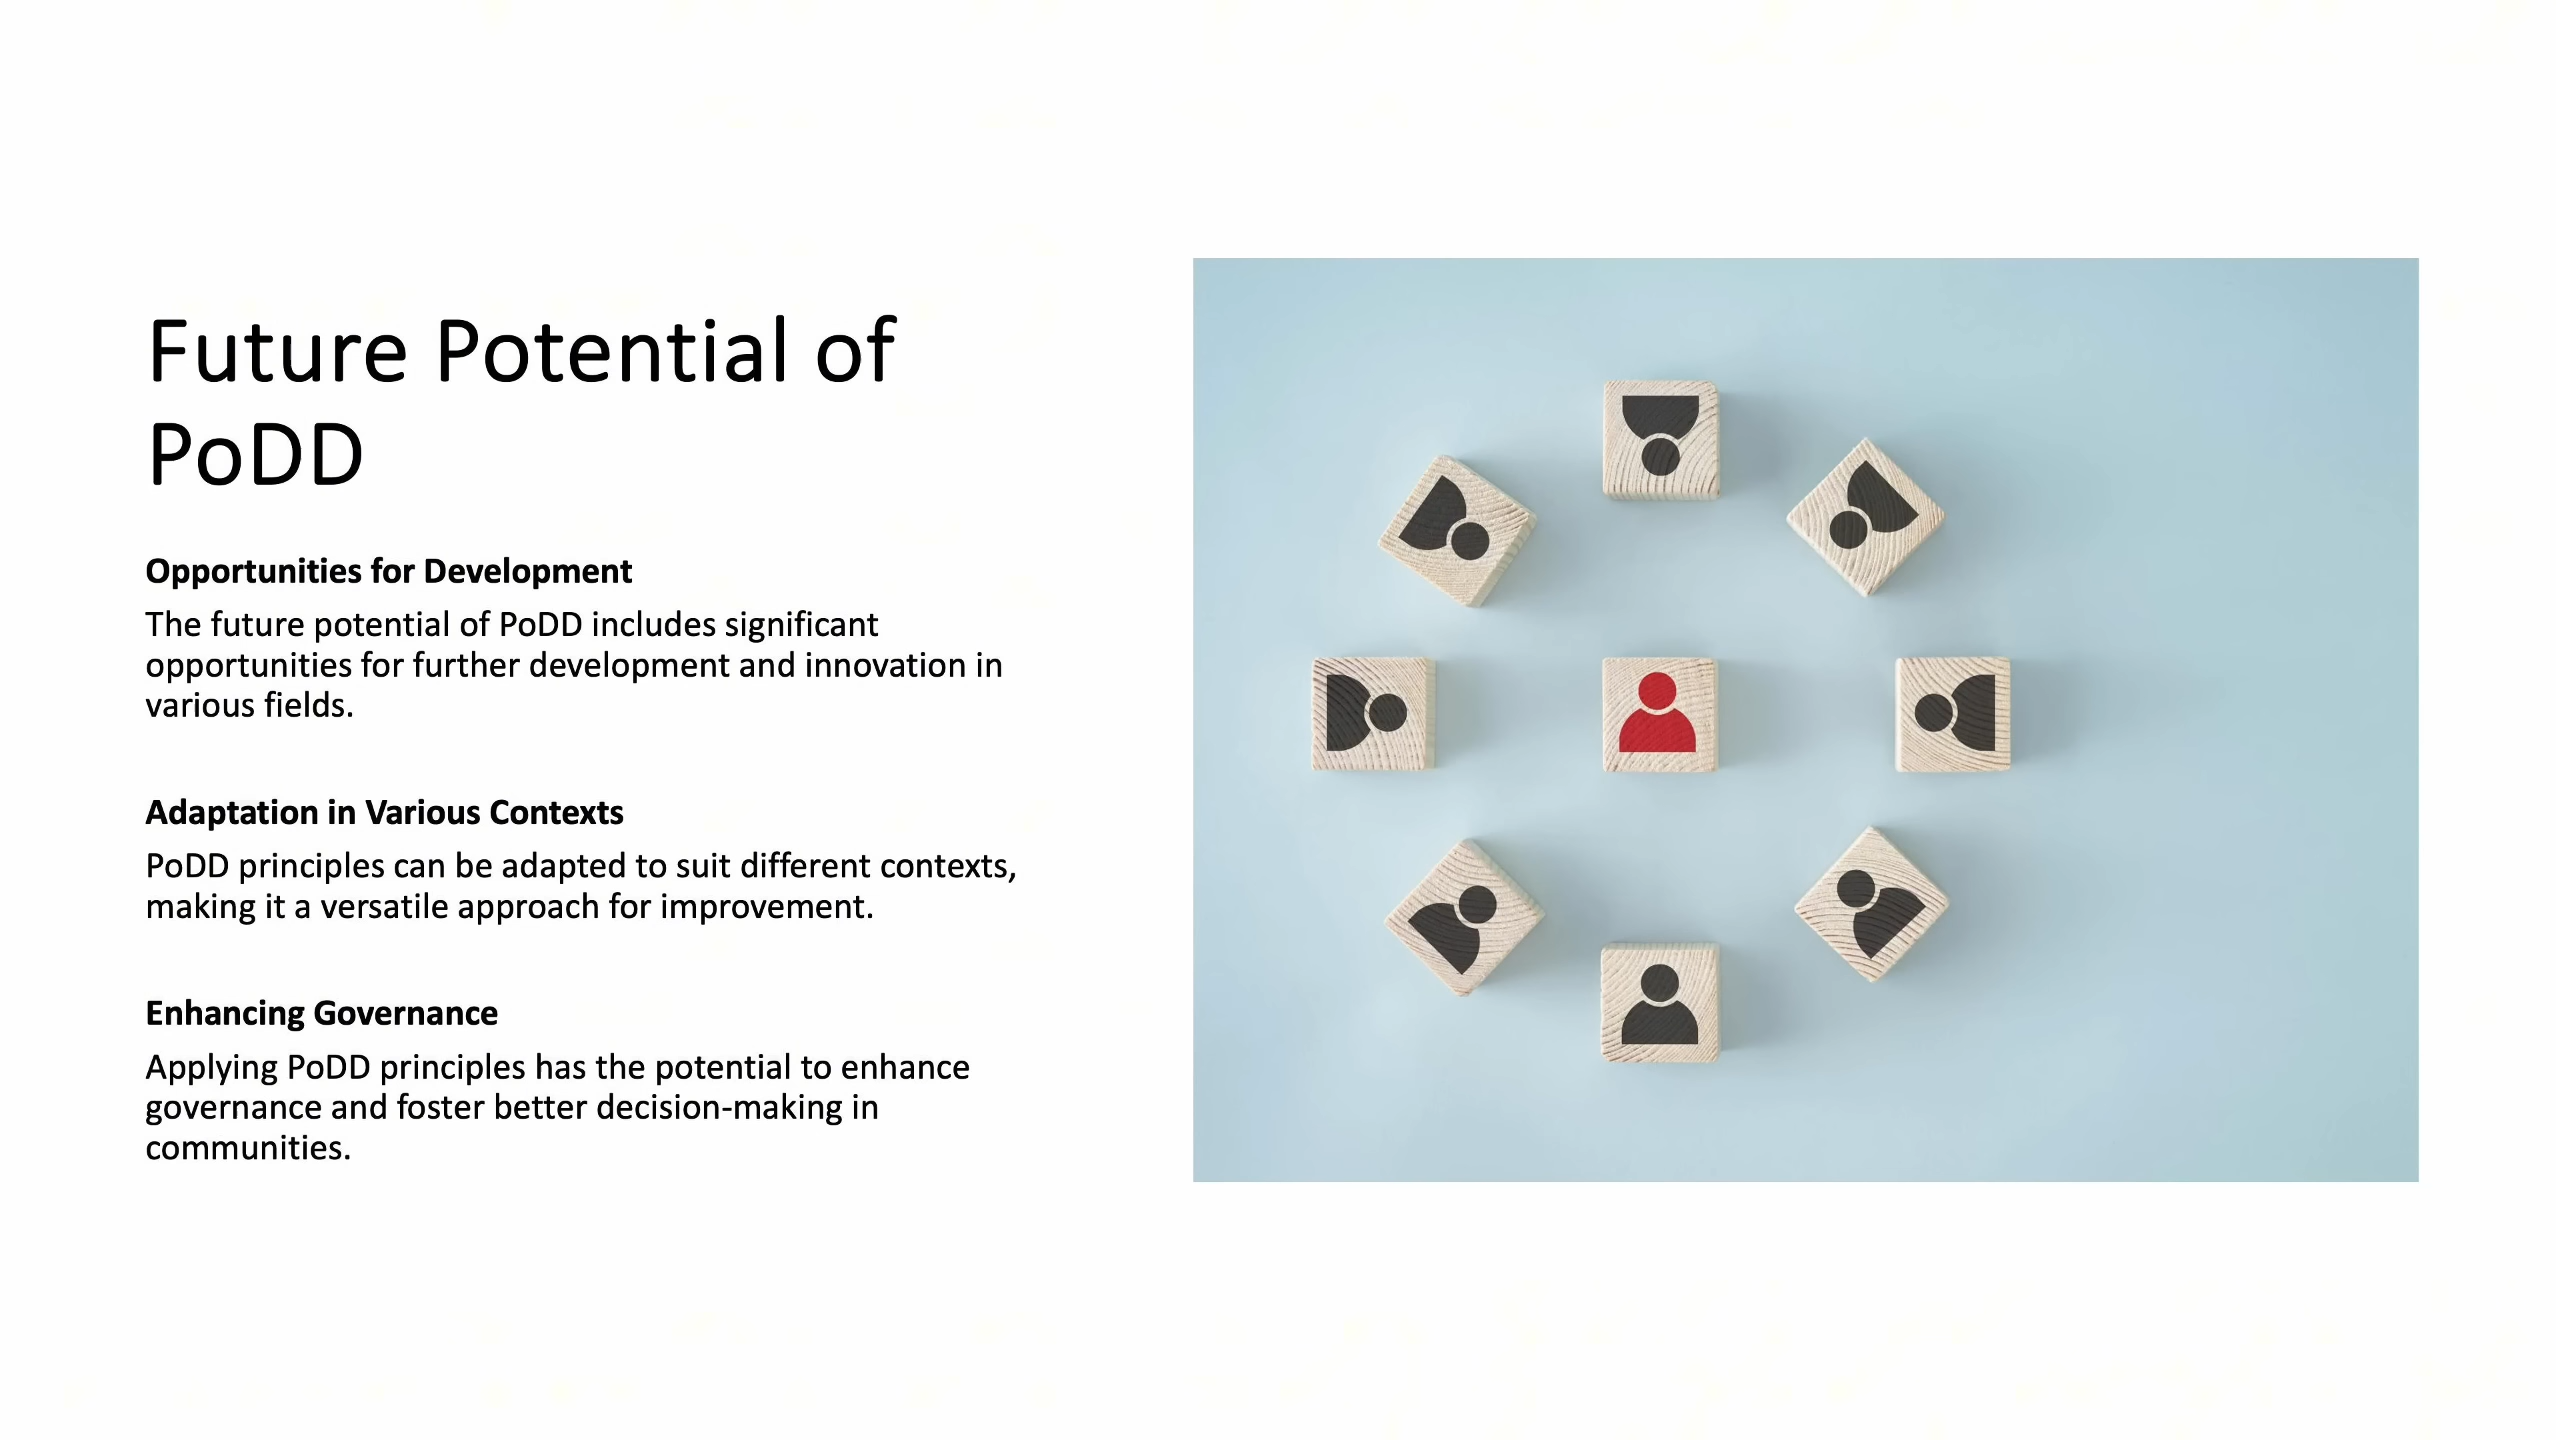 Future Potential of
PoDD
Opportunities for Development
The future potential of PoDD includes significant
opportunities for further development and innovation in
various fields.
Adaptation in Various Contexts
PoDD principles can be adapted to suit different contexts,
making it a versatile approach for improvement.
Enhancing Governance
Applying PoDD principles has the potential to enhance
governance and foster better decision-making in
communities.